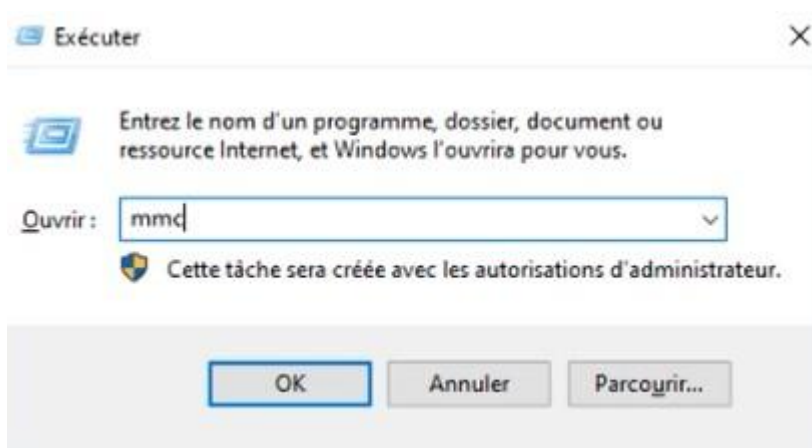 Exécuter
Entrez le nom d'un programme, dossier, document ou
ressource Internet, et Windows l'ouvrira pour vous.
Ouvrir : mmc
Cette tâche sera créée avec les autorisations d'administrateur.
OK Annuler Parcourir...